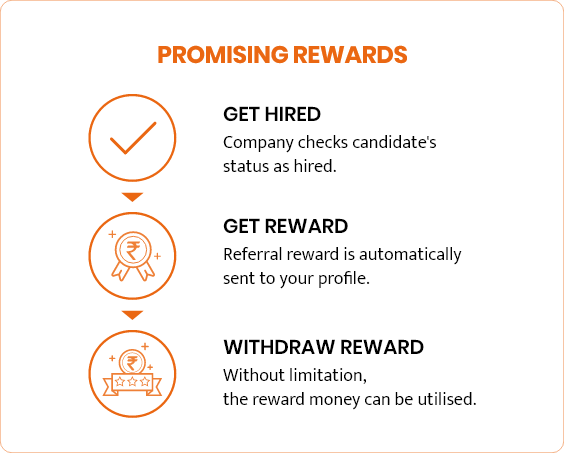 PROMISING REWARDS
GET HIRED
Company checks candidate's
status as hired.
GET REWARD
Referral reward is automatically
sent to your profile.
WITHDRAW REWARD
Without limitation,
the reward money can be utilised.